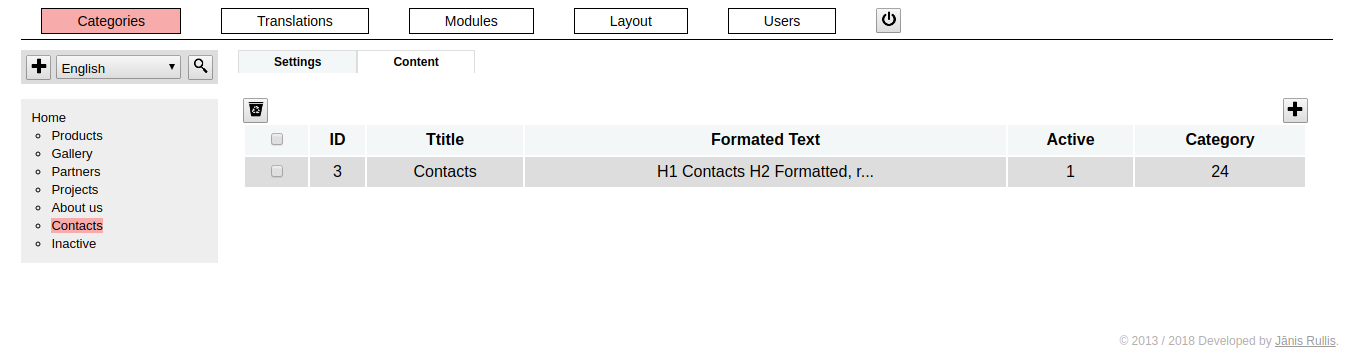 Categories Translations Modules Layout Users
English
Settings Content
Home
Products
Gallery
Partners
Projects
About us
Contacts
Inactive
ID Ttitle Formated Text Active Category
3 Contacts H1 Contacts H2 Formatted, r... 1 24
© 2013 / 2018 Developed by Jānis Rullis.